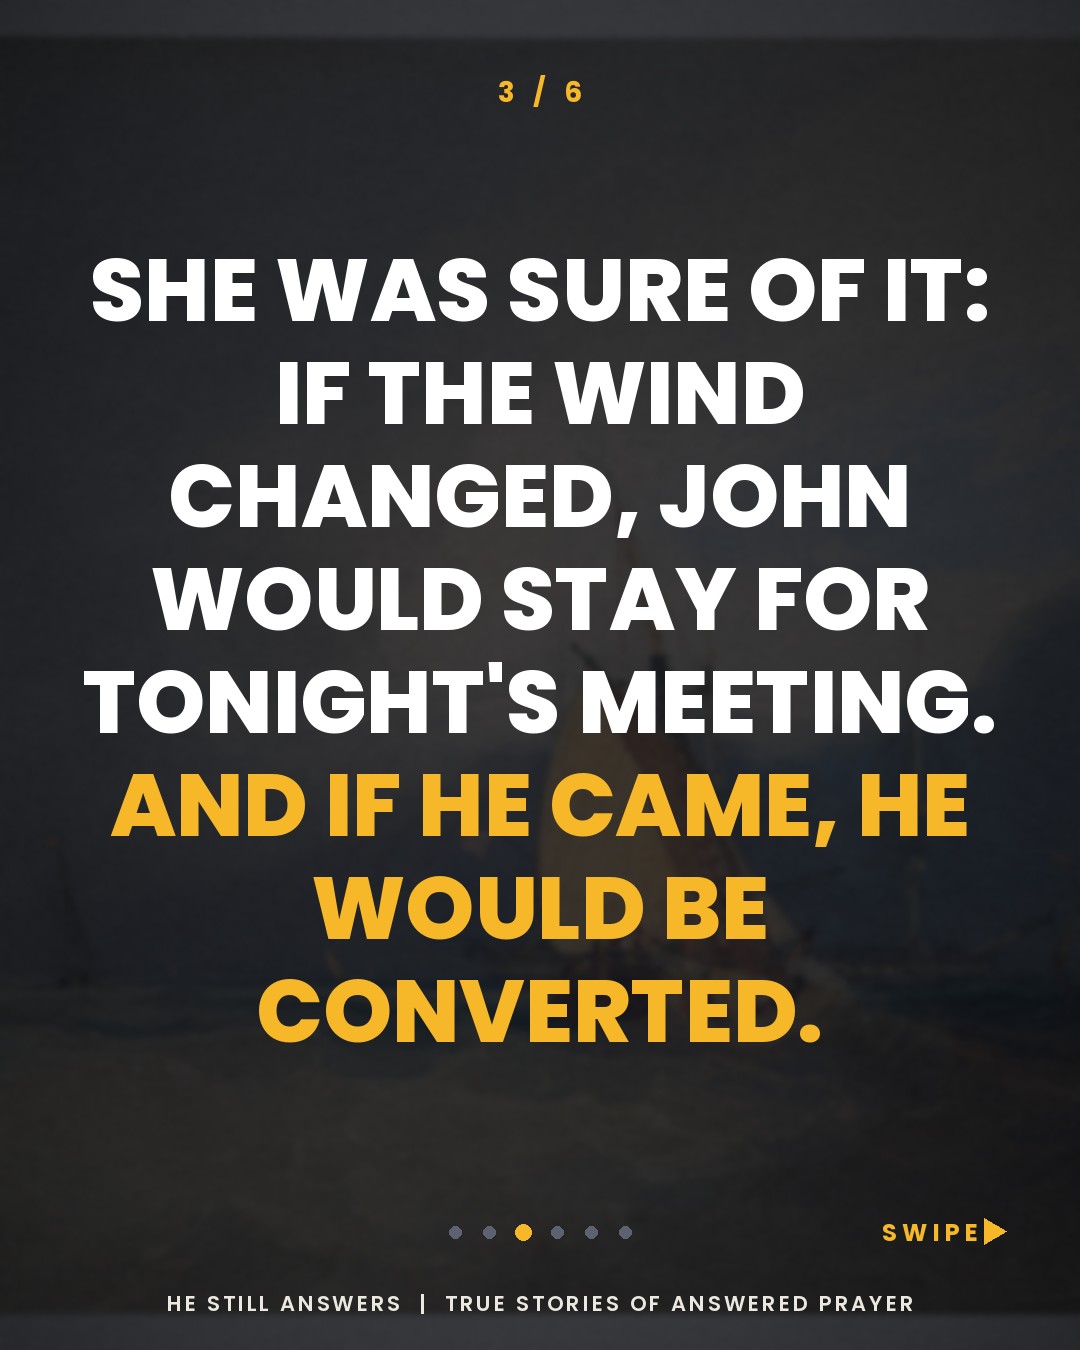 3 / 6
SHE WAS SURE OF IT:
IF THE WIND
CHANGED, JOHN
WOULD STAY FOR
TONIGHT'S MEETING.
AND IF HE CAME, HE
WOULD BE
CONVERTED.
SWIPE
HE STILL ANSWERS | TRUE STORIES OF ANSWERED PRAYER